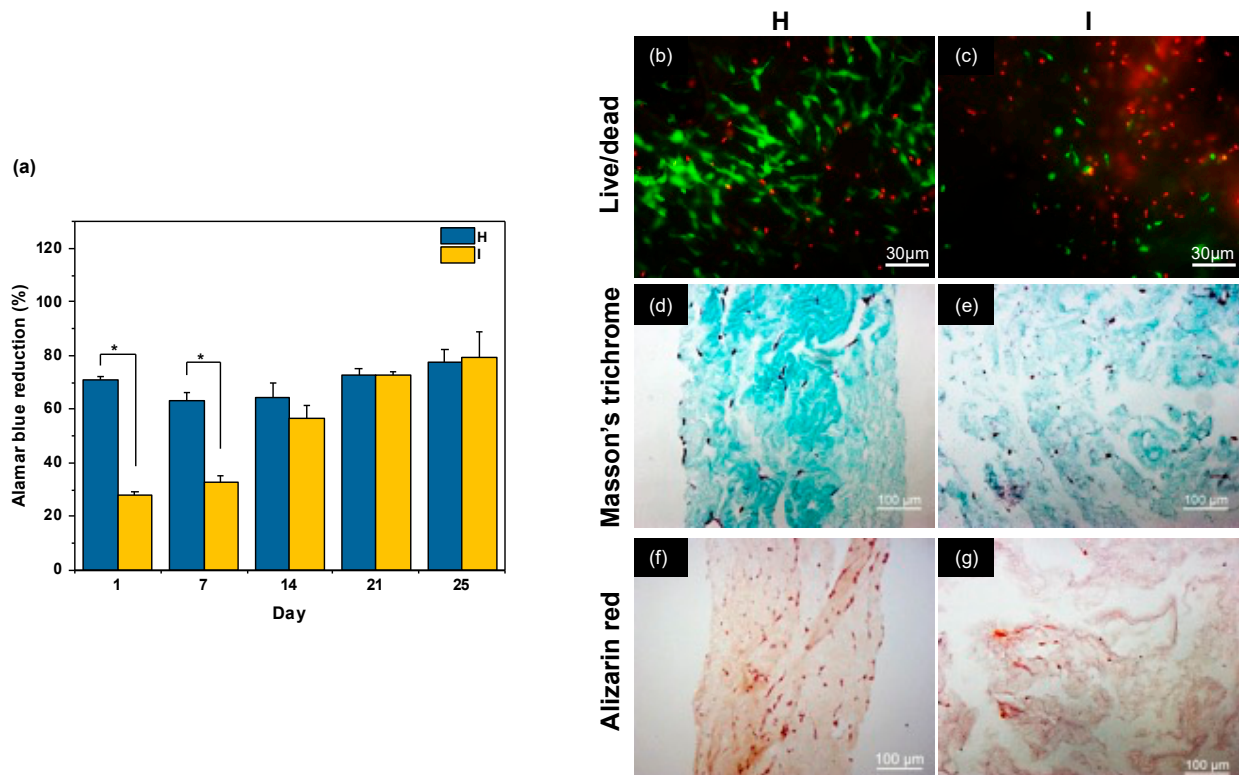 (a)
120
100
80
60
40
20
0
Alamar blue reduction (%)
H
I
*
*
1 7 14 21 25
Day
H I
Live/dead
(b) (c)
30µm 30µm
Masson's trichrome
(d) (e)
100 µm 100 µm
Alizarin red
(f) (g)
100 µm 100 µm